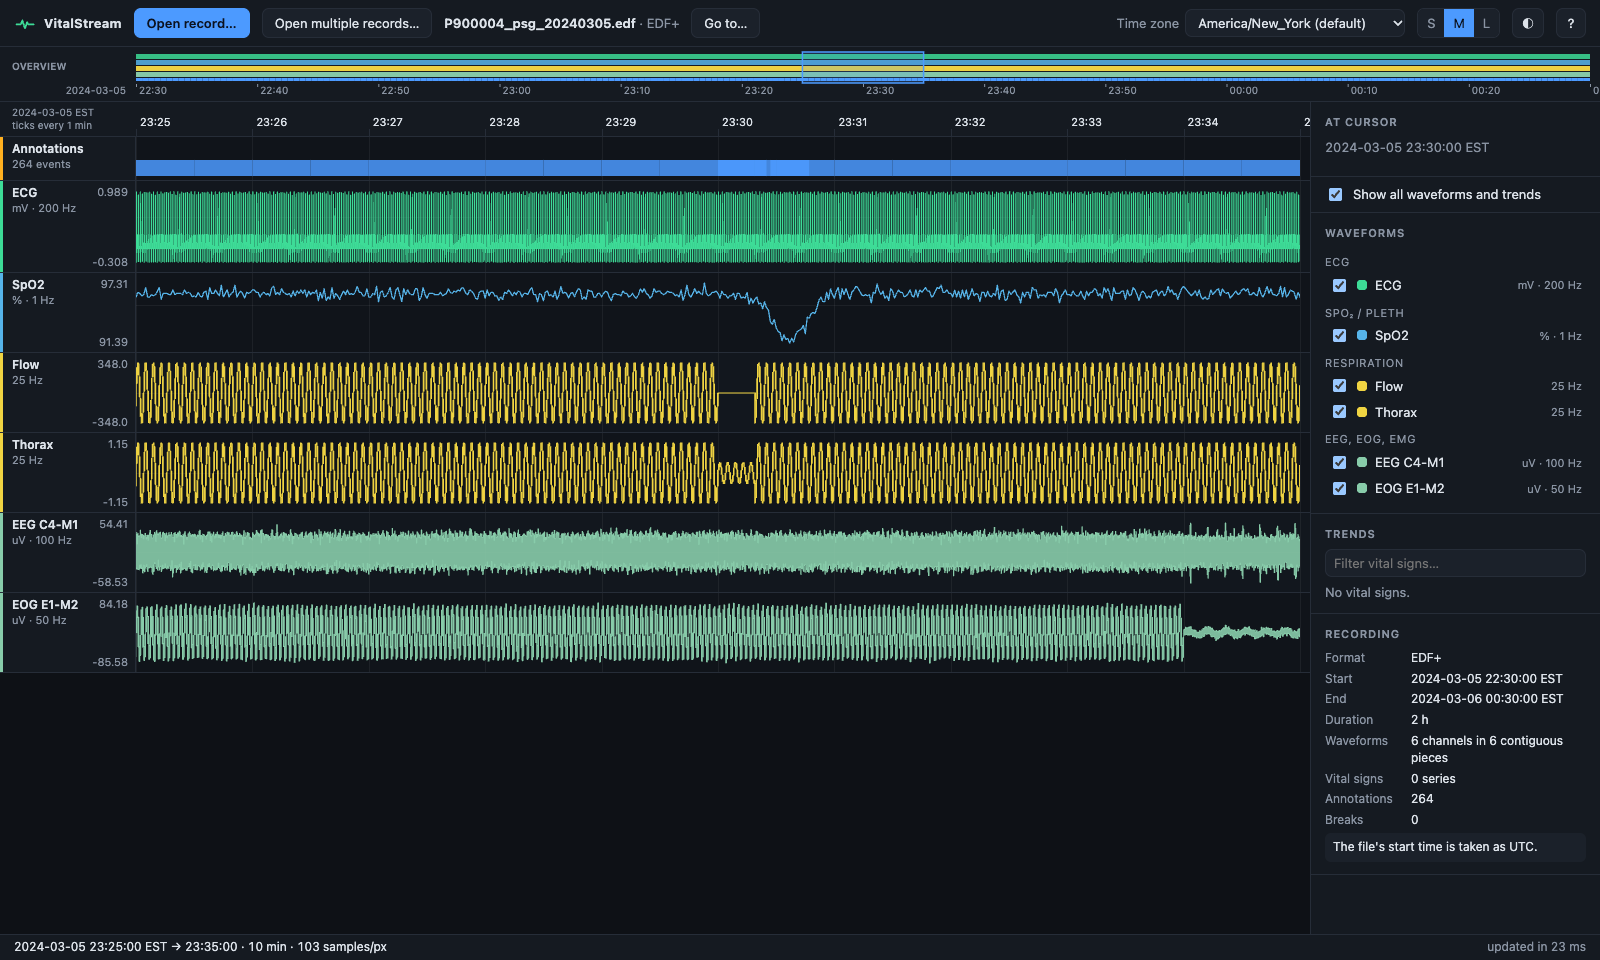 VitalStream
Open record...
Open multiple records...
P900004_psg_20240305.edf · EDF+
Go to...
Time zone
America/New_York (default)
S M L
?
OVERVIEW
2024-03-05
22:30 22:40 22:50 23:00 23:10 23:20 23:30 23:40 23:50 00:00 00:10 00:20 0
2024-03-05 EST
ticks every 1 min
23:25 23:26 23:27 23:28 23:29 23:30 23:31 23:32 23:33 23:34 2
Annotations
264 events
ECG 0.989
mV · 200 Hz
-0.308
SpO2 97.31
% · 1 Hz
91.39
Flow 348.0
25 Hz
-348.0
Thorax 1.15
25 Hz
-1.15
EEG C4-M1 54.41
uV · 100 Hz
-58.53
EOG E1-M2 84.18
uV · 50 Hz
-85.58
AT CURSOR
2024-03-05 23:30:00 EST
Show all waveforms and trends
WAVEFORMS
ECG
ECG mV · 200 Hz
SPO₂ / PLETH
SpO2 % · 1 Hz
RESPIRATION
Flow 25 Hz
Thorax 25 Hz
EEG, EOG, EMG
EEG C4-M1 uV · 100 Hz
EOG E1-M2 uV · 50 Hz
TRENDS
Filter vital signs...
No vital signs.
RECORDING
Format EDF+
Start 2024-03-05 22:30:00 EST
End 2024-03-06 00:30:00 EST
Duration 2 h
Waveforms 6 channels in 6 contiguous
pieces
Vital signs 0 series
Annotations 264
Breaks 0
The file's start time is taken as UTC.
2024-03-05 23:25:00 EST → 23:35:00 · 10 min · 103 samples/px
updated in 23 ms